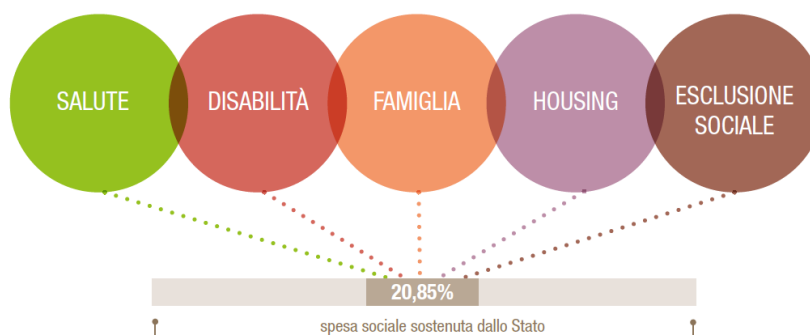 SALUTE
DISABILITÀ
FAMIGLIA
HOUSING
ESCLUSIONE
SOCIALE
20,85%
spesa sociale sostenuta dallo Stato